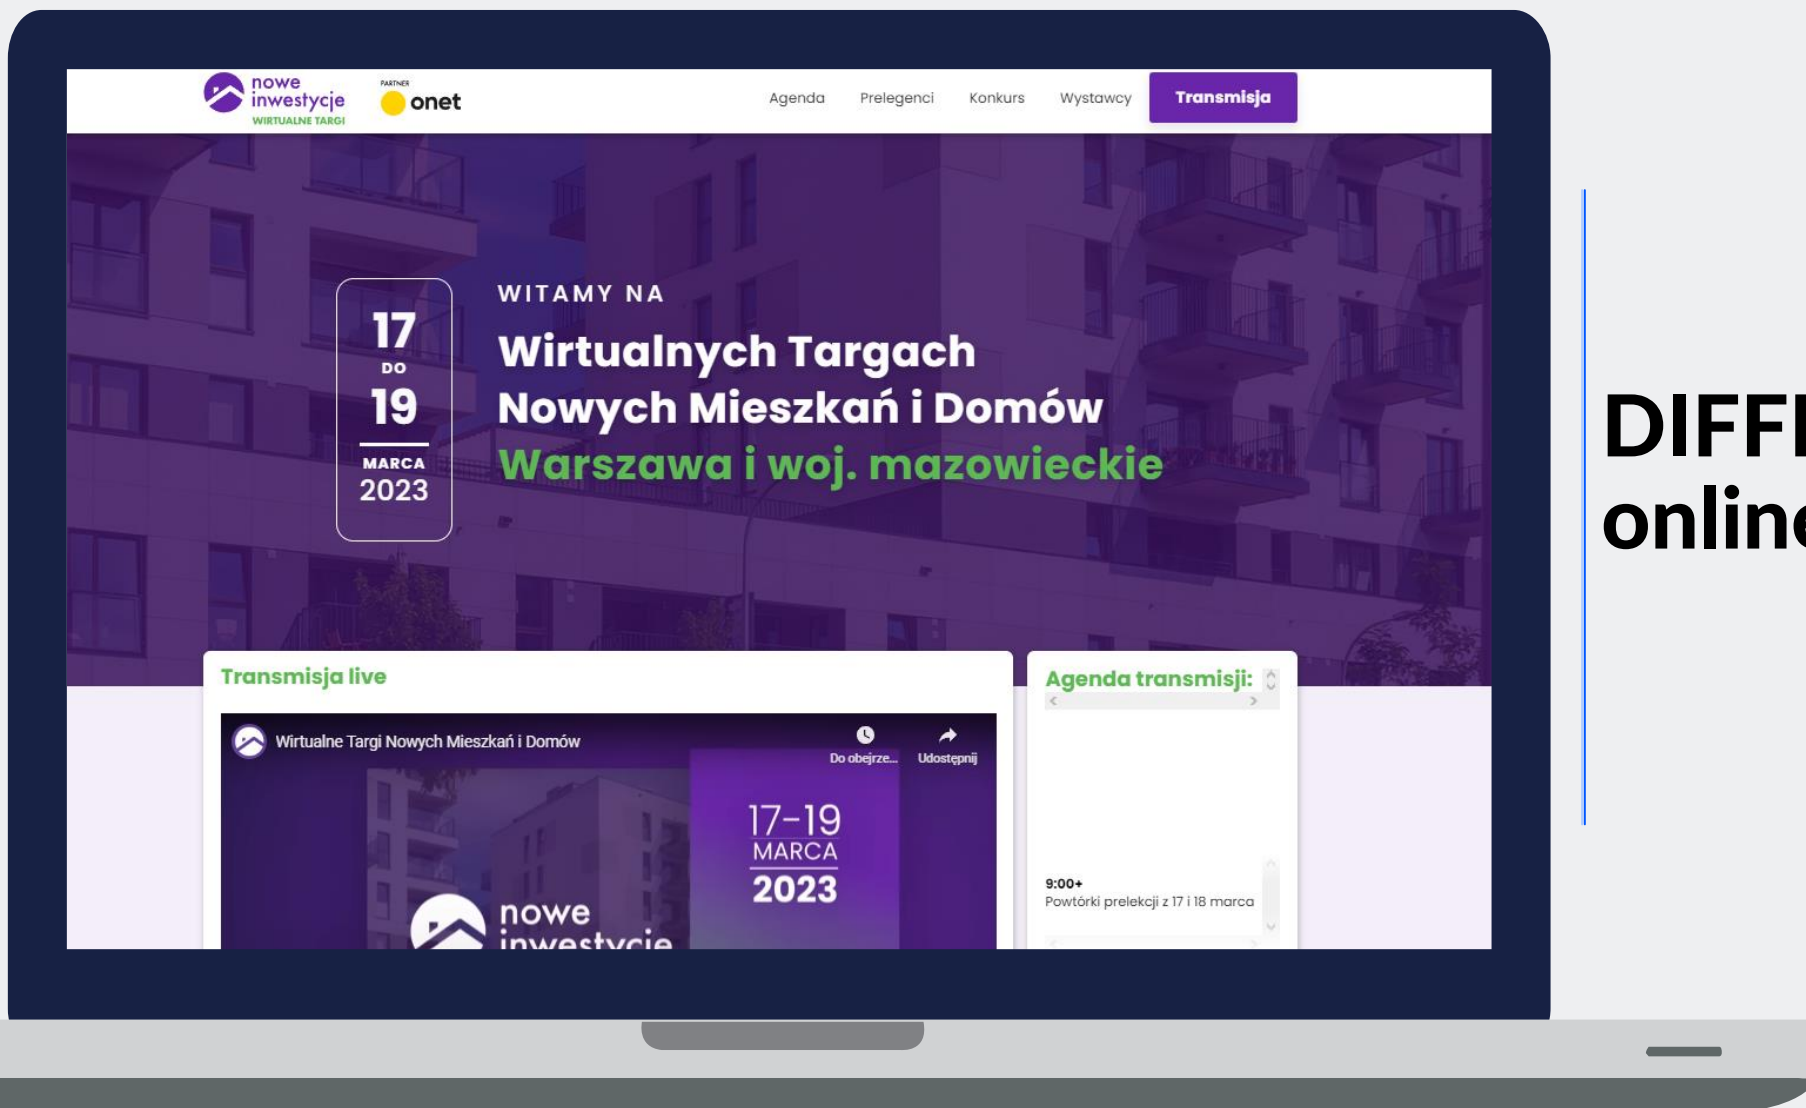 nowe
inwestycje
WIRTUALNE TARGI
PARTNER
onet
Agenda
Prelegenci
Konkurs
Wystawcy
Transmisja
17
DO
19
MARCA
2023
WITAMY NA
Wirtualnych Targach
Nowych Mieszkań i Domów
Warszawa i woj. mazowieckie
Transmisja live
Wirtualne Targi Nowych Mieszkań i Domów
Do obejrze...
Udostępnij
17–19
MARCA
2023
nowe
inwestycje
Agenda transmisji:
9:00+
Powtórki prelekcji z 17 i 18 marca
online